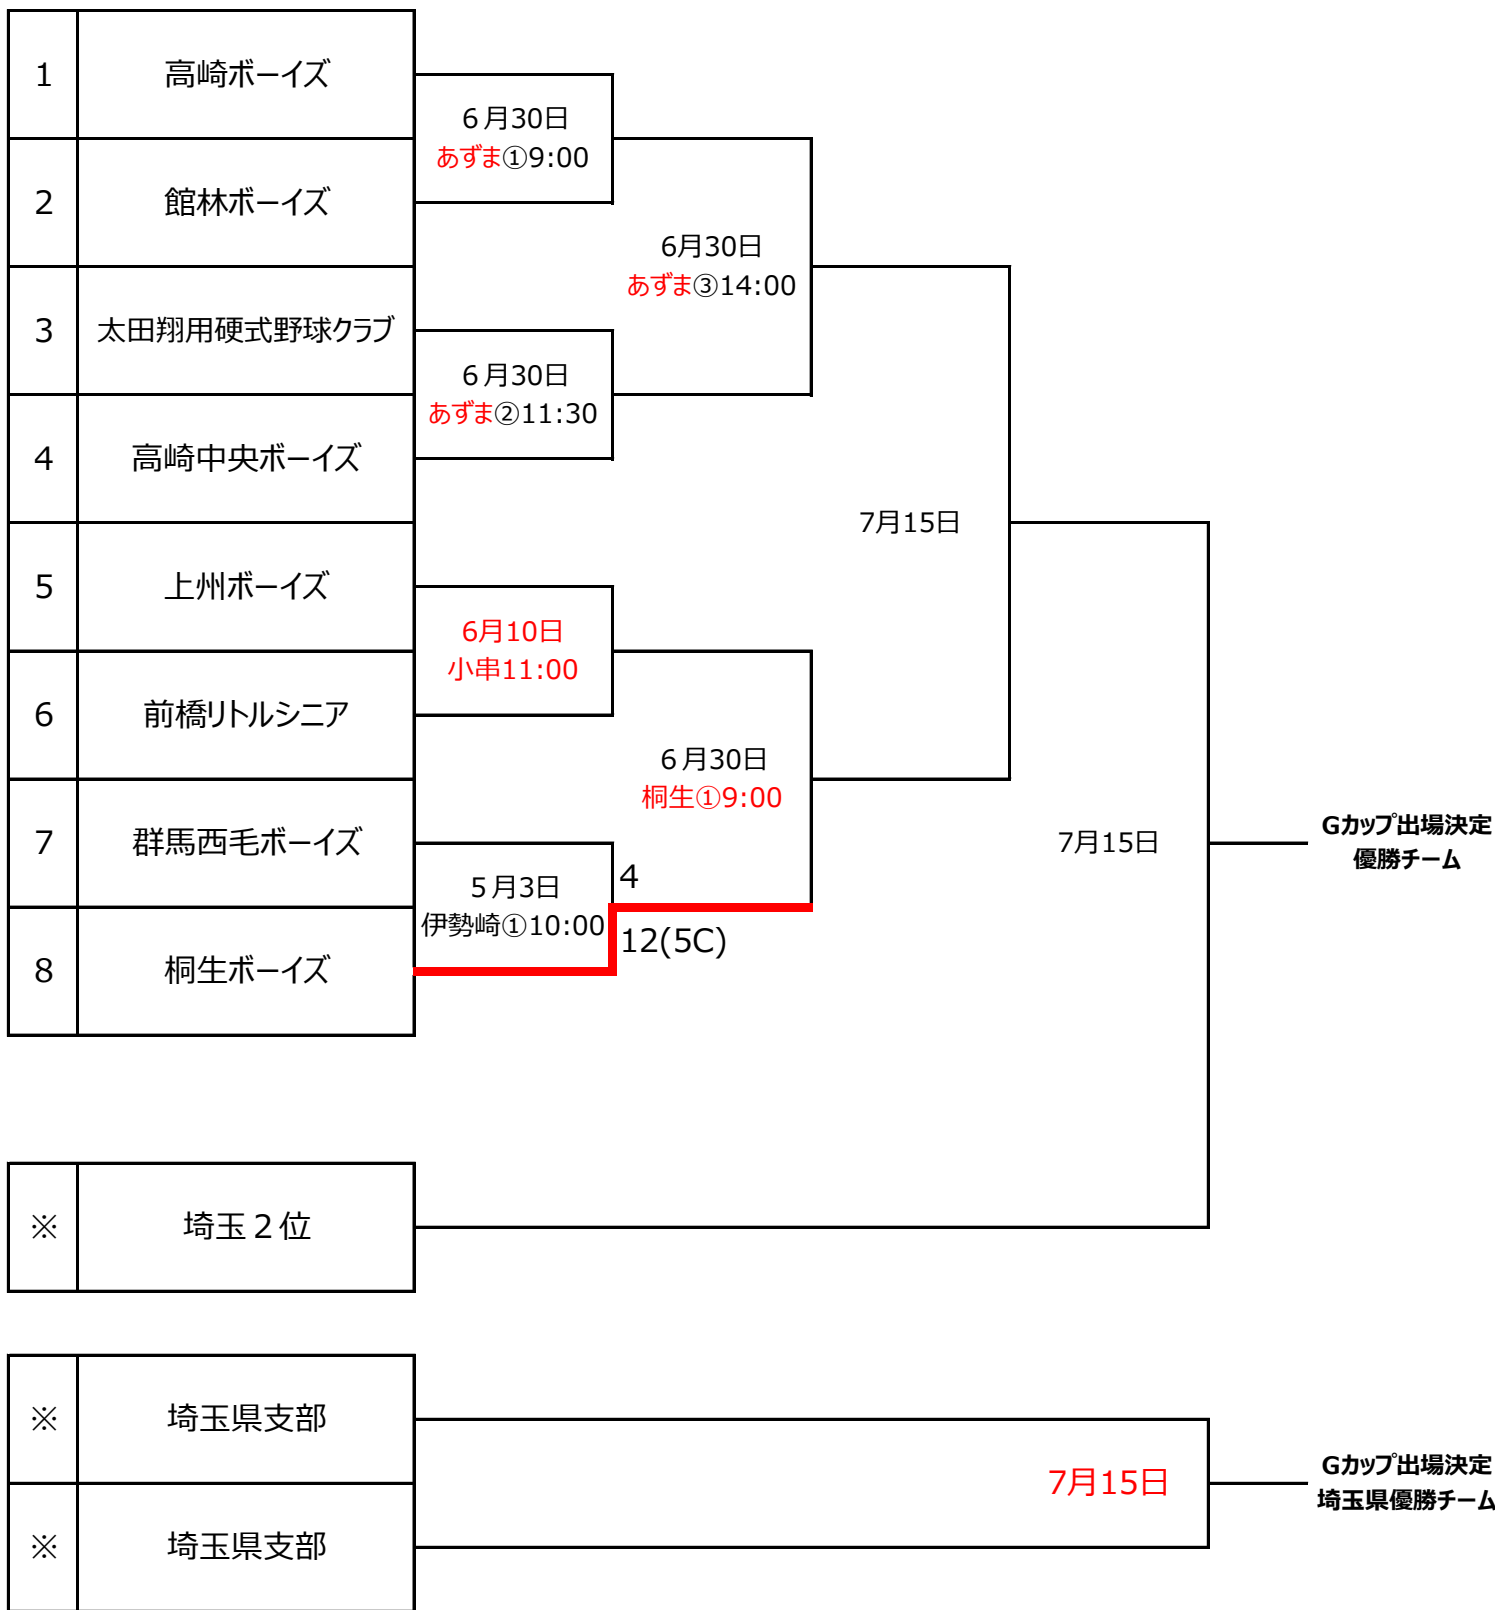 1 高崎ボーイズ
6月30日
あずま①9:00
2 館林ボーイズ
6月30日
あずま③14:00
3 太田翔用硬式野球クラブ
6月30日
あずま②11:30
4 高崎中央ボーイズ
7月15日
5 上州ボーイズ
6月10日
小串11:00
6 前橋リトルシニア
6月30日
桐生①9:00
7 群馬西毛ボーイズ
5月3日
伊勢崎①10:00
4
12(5C)
8 桐生ボーイズ
7月15日
Gカップ出場決定
優勝チーム
※ 埼玉2位
※ 埼玉県支部
7月15日
Gカップ出場決定
埼玉県優勝チーム
※ 埼玉県支部